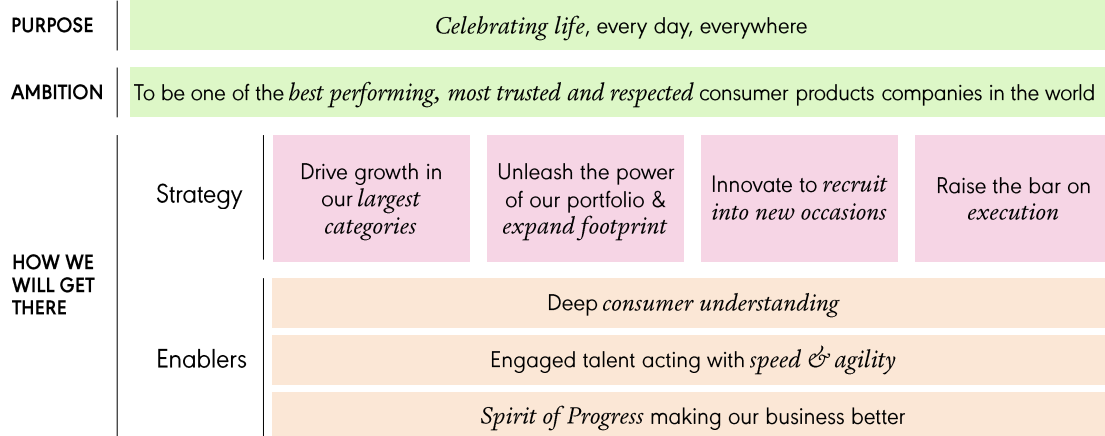 PURPOSE
Celebrating life, every day, everywhere
AMBITION
To be one of the best performing, most trusted and respected consumer products companies in the world
HOW WE
WILL GET
THERE
Strategy
Drive growth in
our largest
categories
Unleash the power
of our portfolio &
expand footprint
Innovate to recruit
into new occasions
Raise the bar on
execution
Enablers
Deep consumer understanding
Engaged talent acting with speed & agility
Spirit of Progress making our business better